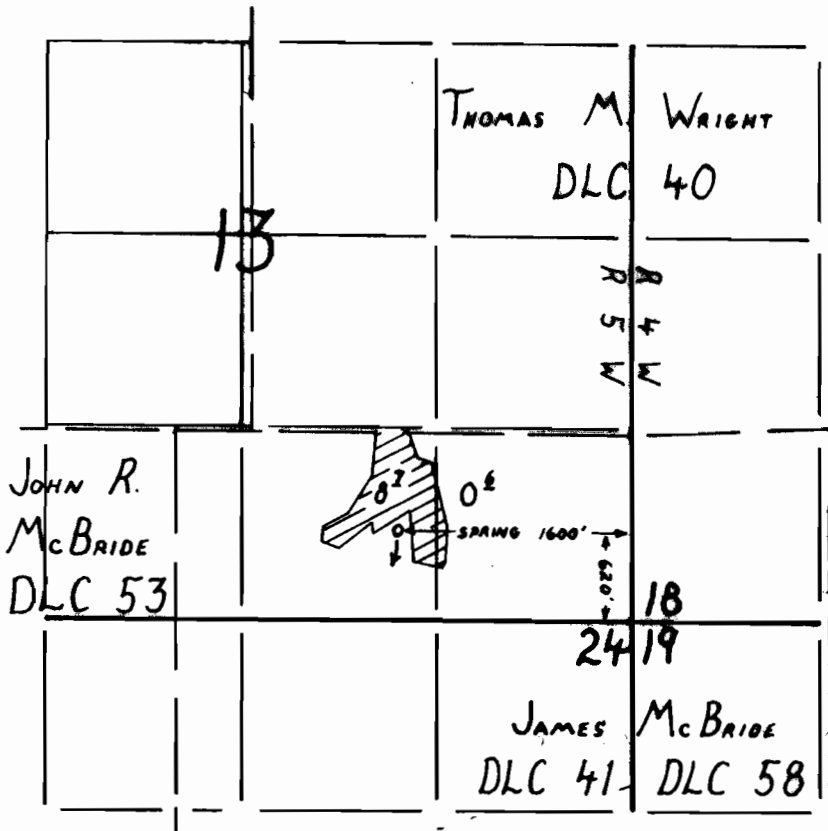 THOMAS M. WRIGHT
DLC 40
13
R 4 W
R 5 W
JOHN R.
McBRIDE
DLC 53
8 I
0 6
SPRING 1600'
620'
18
24 19
JAMES McBRIDE
DLC 41 DLC 58